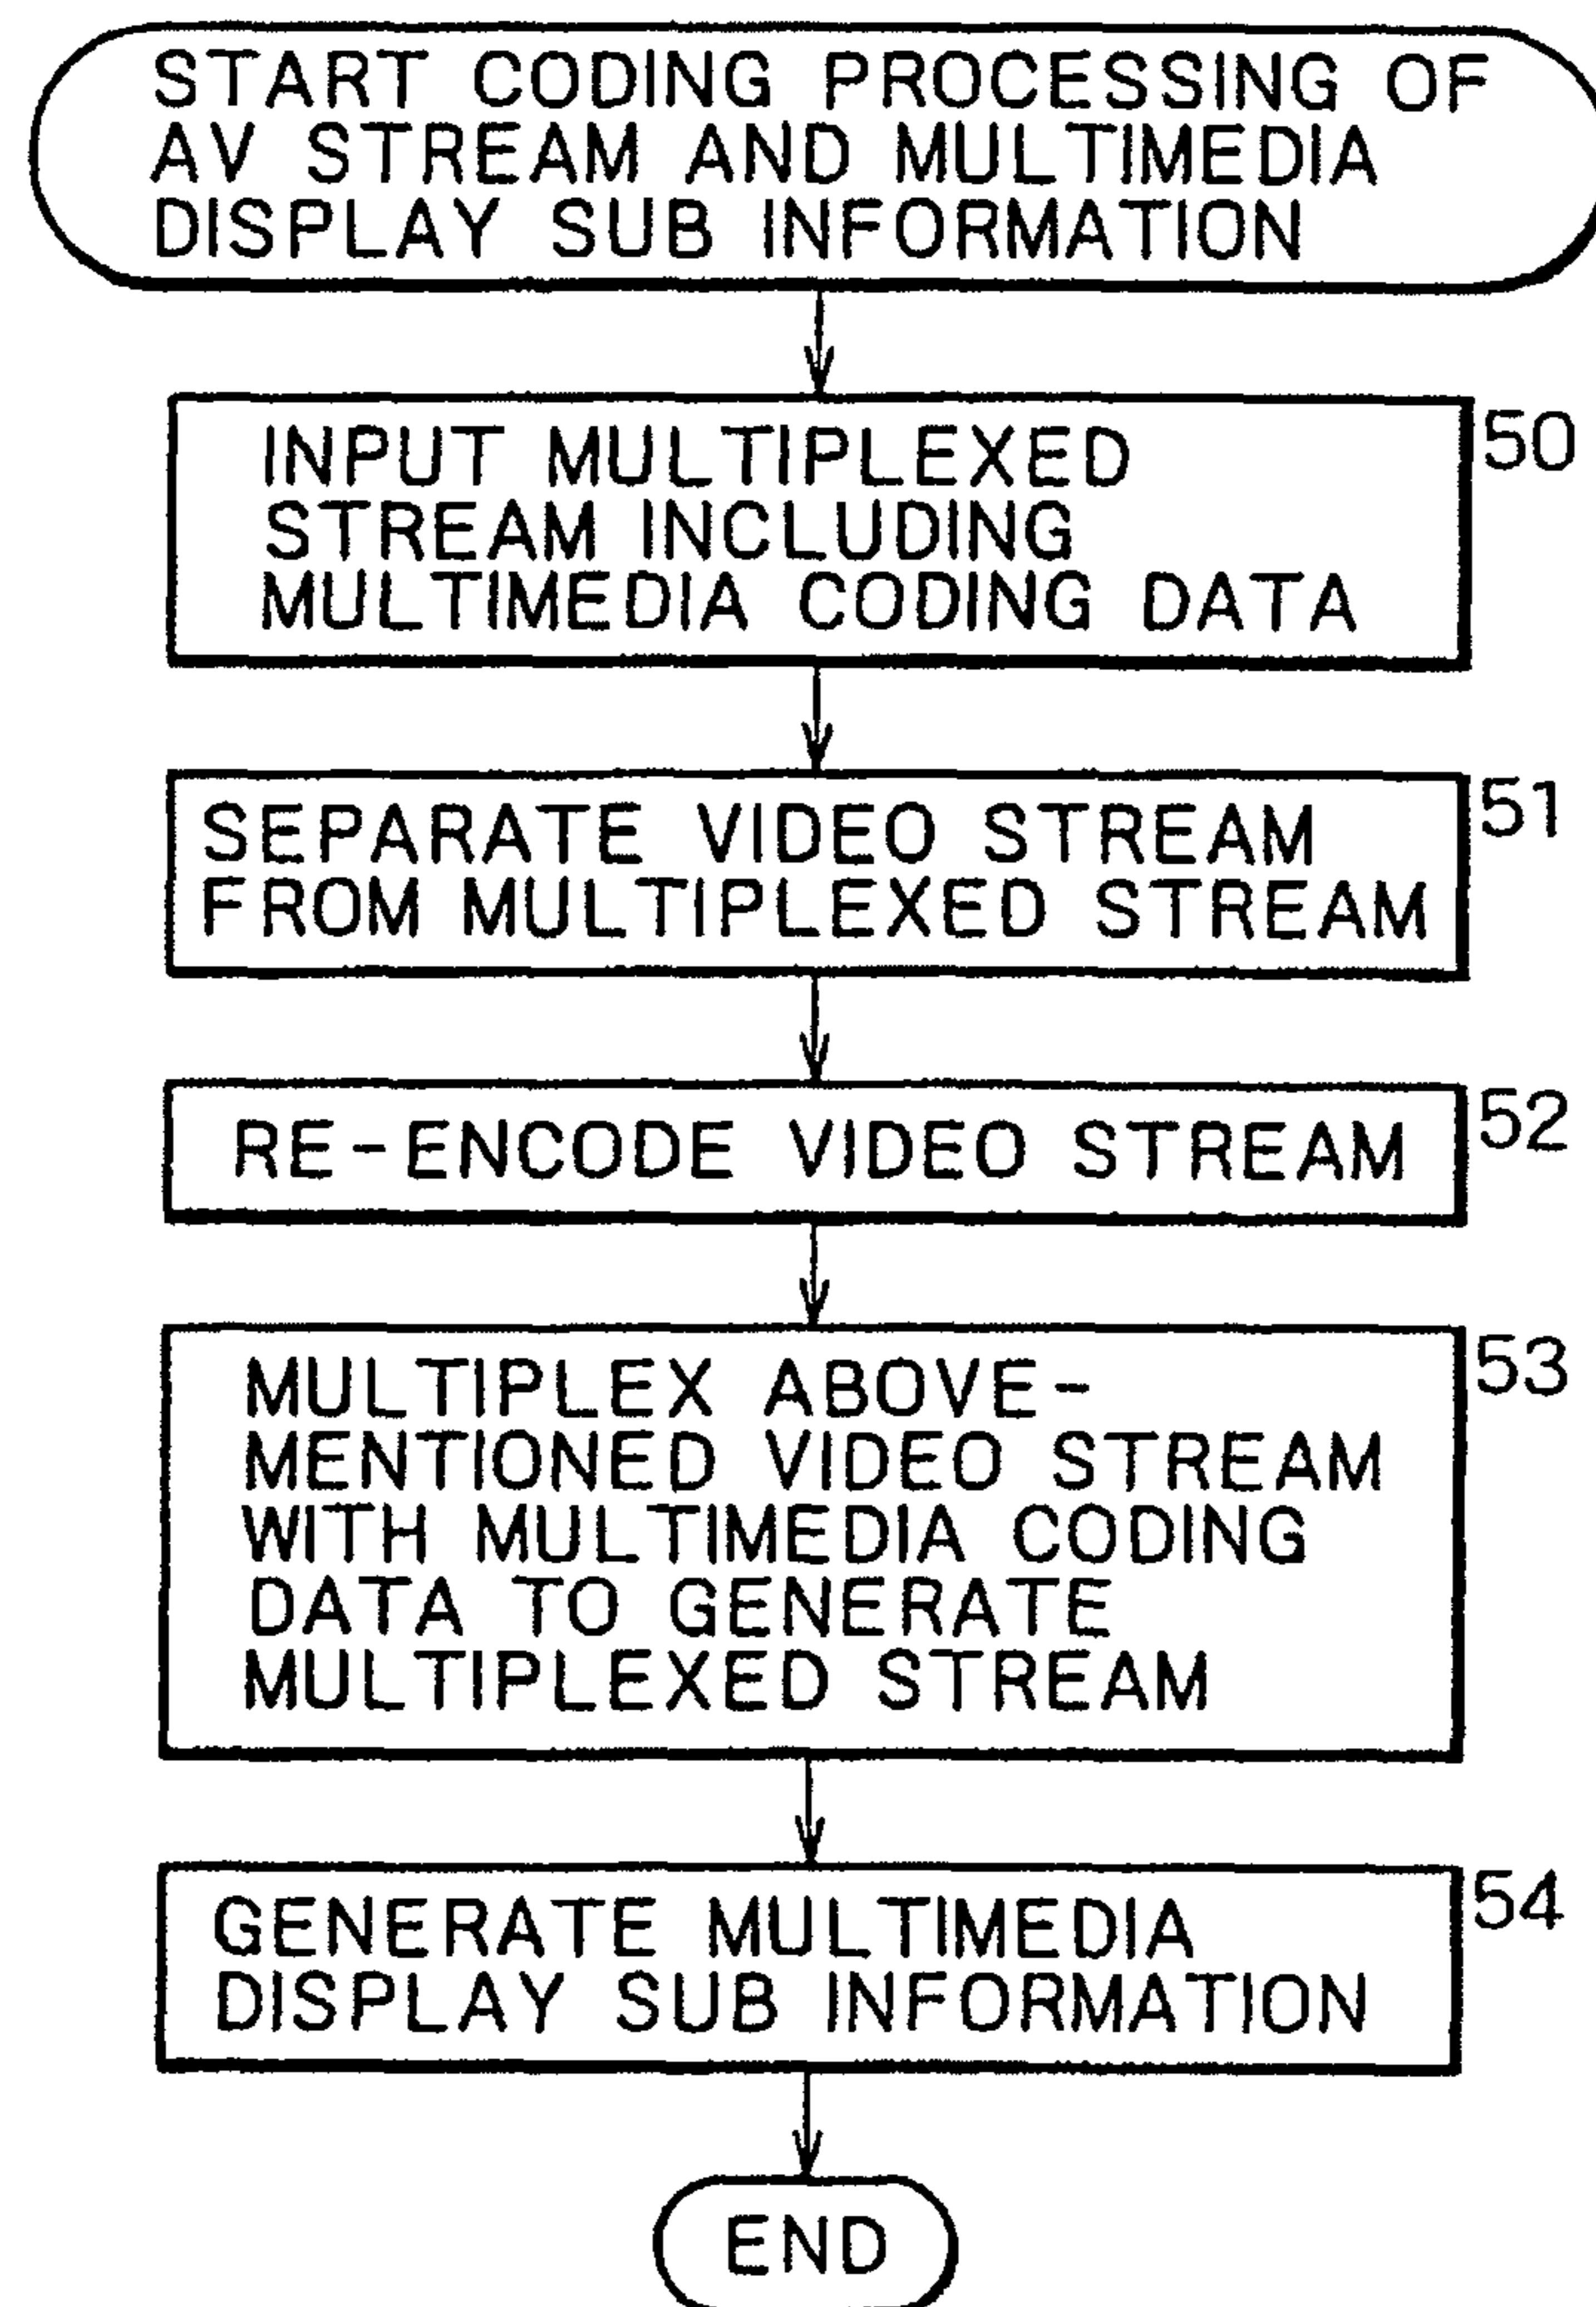 START CODING PROCESSING OF
AV STREAM AND MULTIMEDIA
DISPLAY SUB INFORMATION
INPUT MULTIPLEXED
STREAM INCLUDING
MULTIMEDIA CODING DATA
50
SEPARATE VIDEO STREAM
FROM MULTIPLEXED STREAM
51
RE-ENCODE VIDEO STREAM
52
MULTIPLEX ABOVE-
MENTIONED VIDEO STREAM
WITH MULTIMEDIA CODING
DATA TO GENERATE
MULTIPLEXED STREAM
53
GENERATE MULTIMEDIA
DISPLAY SUB INFORMATION
54
END